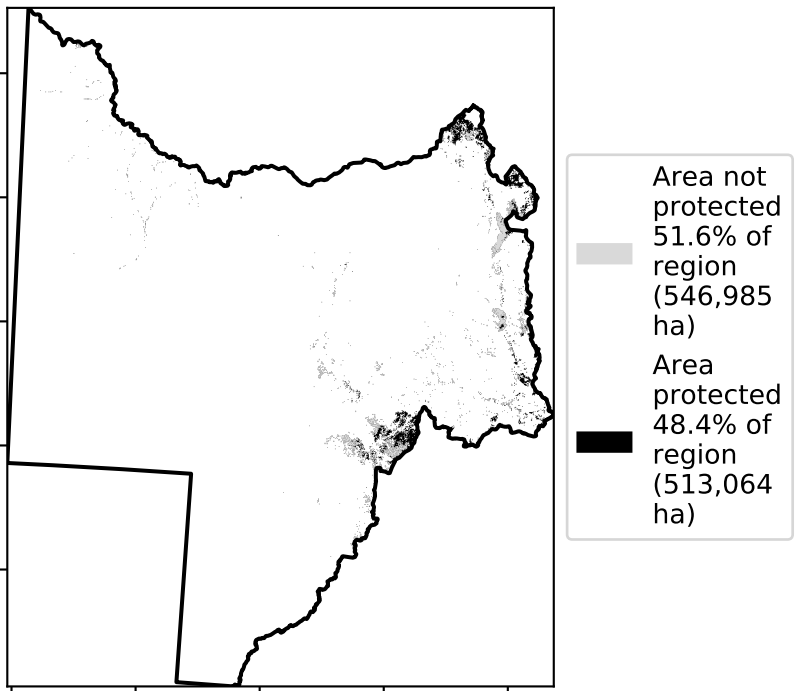 Area not
protected
51.6% of
region
(546,985
ha)
Area
protected
48.4% of
region
(513,064
ha)